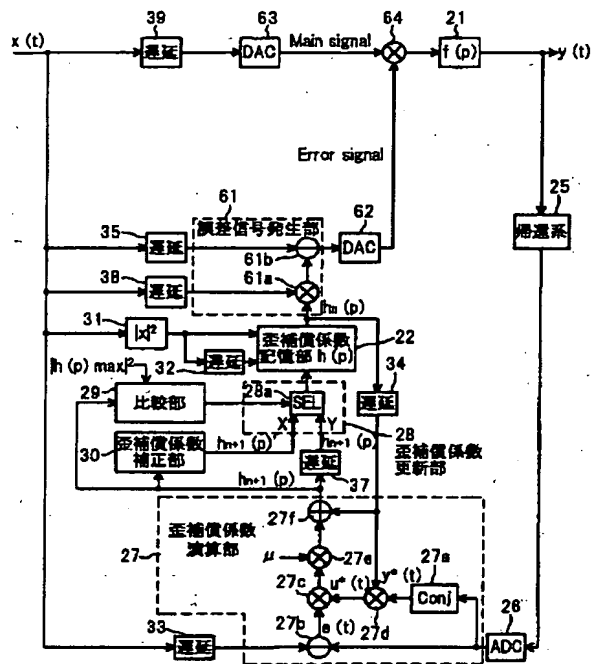 39
63
64
21
x (t)
遅延
DAC
Main signal
f (p)
y (t)
Error signal
25
帰還系
61
誤差信号発生部
62
35
遅延
61b
DAC
38
遅延
61a
hn (p)
31
|x|²
歪補償係数
記憶部 h (p)
22
32
遅延
|h (p) max|²
34
遅延
29
比較部
28a
SEL
X
Y
28
歪補償係数
更新部
30
歪補償係数
補正部
hn+1 (p)'
hn+1 (p)
遅延
37
hn+1 (p)
27
歪補償係数
演算部
27f
μ
27e
27c
u* (t)
y* (t)
27a
Conj
27d
27b
e (t)
33
遅延
26
ADC